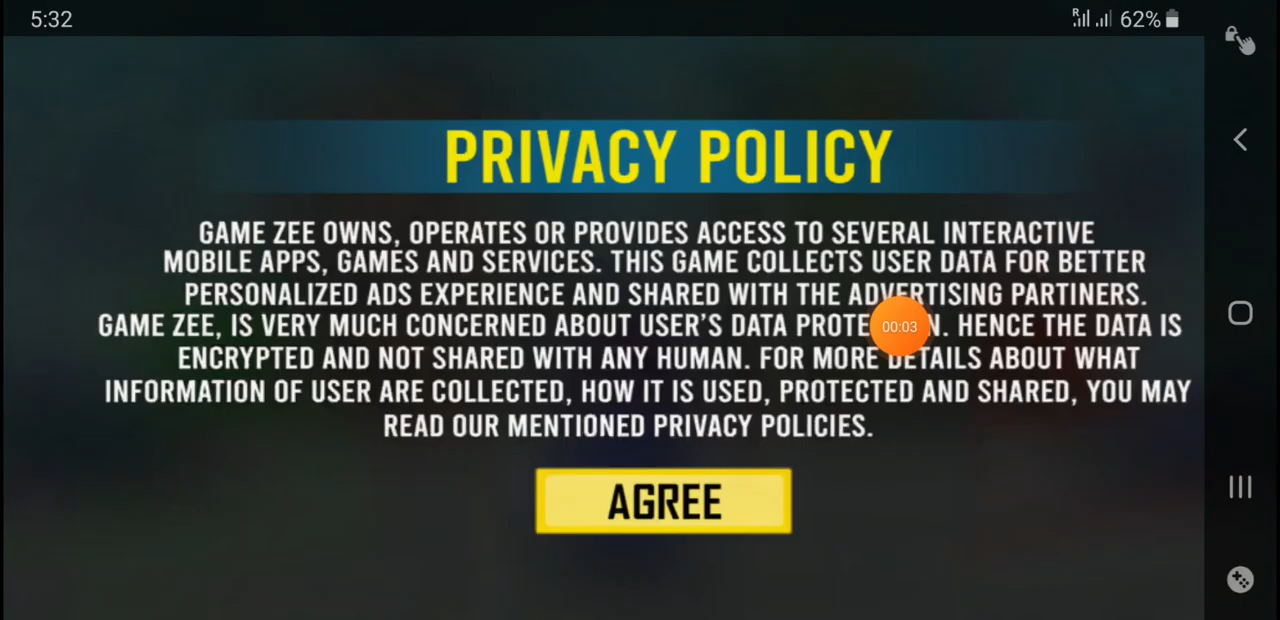 5:32
R 62%
PRIVACY POLICY
GAME ZEE OWNS, OPERATES OR PROVIDES ACCESS TO SEVERAL INTERACTIVE
MOBILE APPS, GAMES AND SERVICES. THIS GAME COLLECTS USER DATA FOR BETTER
PERSONALIZED ADS EXPERIENCE AND SHARED WITH THE ADVERTISING PARTINERS.
GAME ZEE, IS VERY MUCH CONCERNED ABOUT USER'S DATA HENCE THE DATA IS
00:03
ENCRYPTED AND NOT SHARED WITH ANY HUMAN. FOR MORE DETAILS ABOUT WHAT
INFORMATION OF USER ARE COLLECTED, HOW IT IS USED, PROTECTED AND SHARED, YOU MAY
READ OUR MENTIONED PRIVACY POLICIES.
AGREE